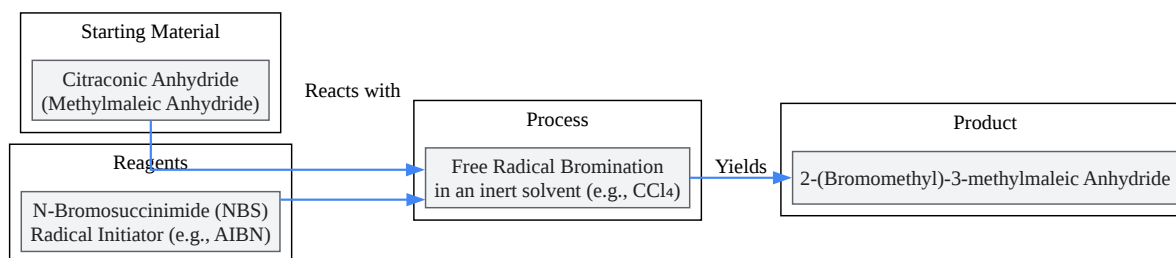 Starting Material
Citraconic Anhydride
(Methylmaleic Anhydride)
Reagents
N-Bromosuccinimide (NBS)
Radical Initiator (e.g., AIBN)
Reacts with
Process
Free Radical Bromination
in an inert solvent (e.g., CCl₄)
Yields
Product
2-(Bromomethyl)-3-methylmaleic Anhydride